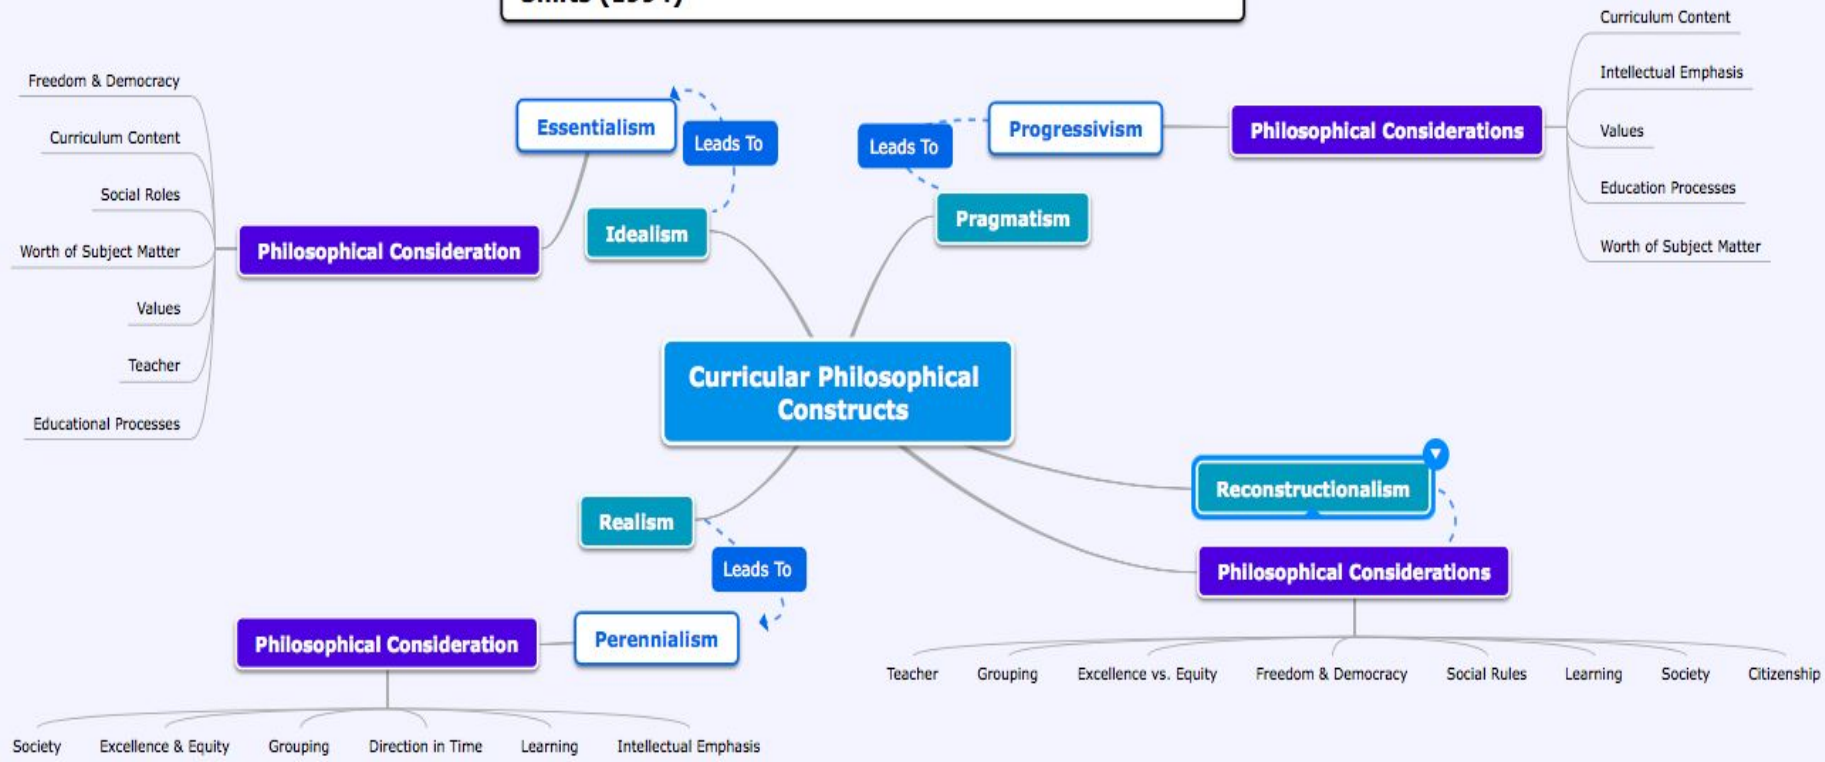 Curriculum Content
Freedom & Democracy
Intellectual Emphasis
Essentialism
Leads To
Leads To
Progressivism
Philosophical Considerations
Values
Curriculum Content
Social Roles
Education Processes
Idealism
Pragmatism
Worth of Subject Matter
Philosophical Consideration
Worth of Subject Matter
Values
Teacher
Educational Processes
Curricular Philosophical
Constructs
Reconstructionalism
Realism
Leads To
Philosophical Considerations
Philosophical Consideration
Perennialism
Teacher
Grouping
Excellence vs. Equity
Freedom & Democracy
Social Rules
Learning
Society
Citizenship
Society
Excellence & Equity
Grouping
Direction in Time
Learning
Intellectual Emphasis